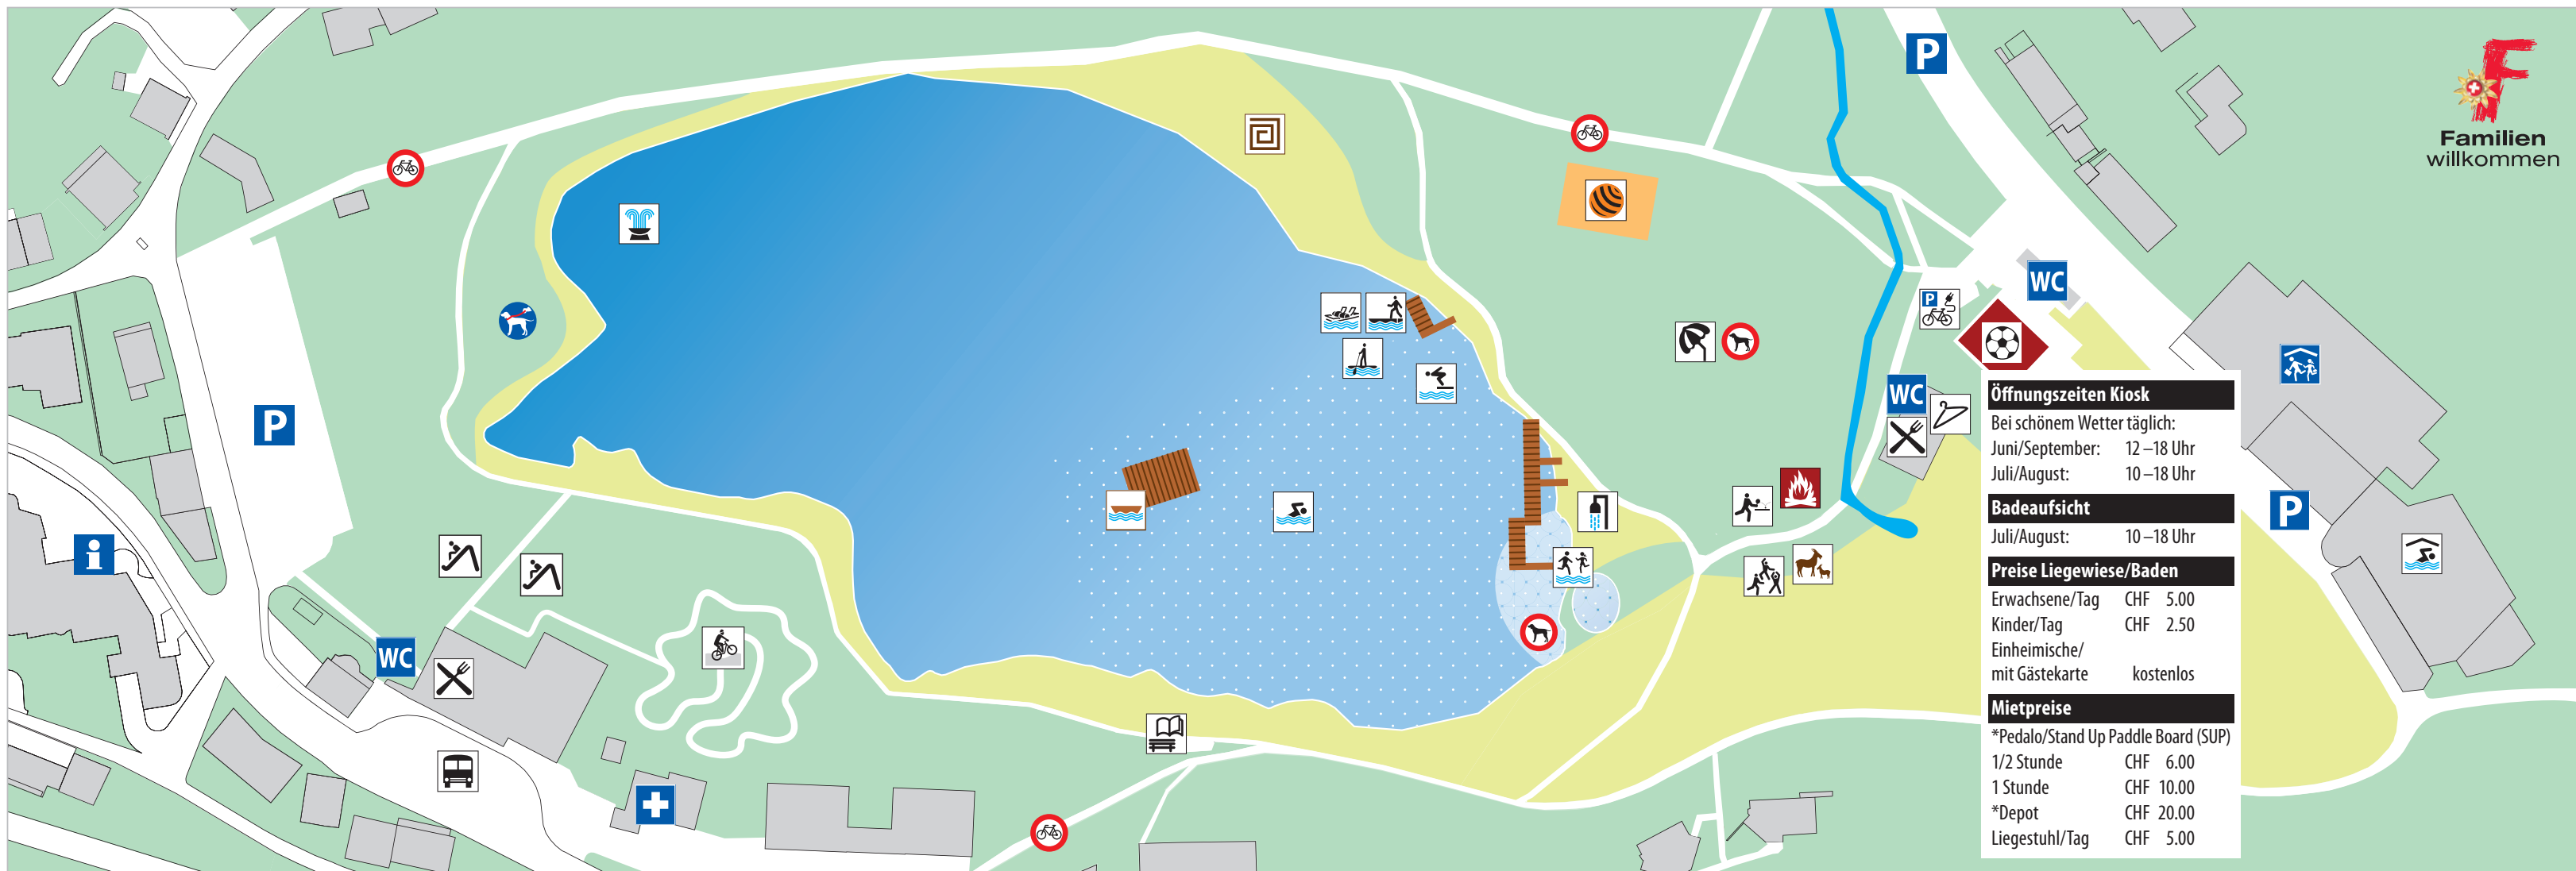 P
Familien
willkommen
WC
P
WC
P
Öffnungszeiten Kiosk
Bei schönem Wetter täglich:
Juni/September: 12–18 Uhr
Juli/August: 10–18 Uhr
Badeaufsicht
Juli/August: 10–18 Uhr
Preise Liegewiese/Baden
Erwachsene/Tag CHF 5.00
Kinder/Tag CHF 2.50
Einheimische/
mit Gästekarte kostenlos
Mietpreise
*Pedalo/Stand Up Paddle Board (SUP)
1/2 Stunde CHF 6.00
1 Stunde CHF 10.00
*Depot CHF 20.00
Liegestuhl/Tag CHF 5.00
P
i
WC